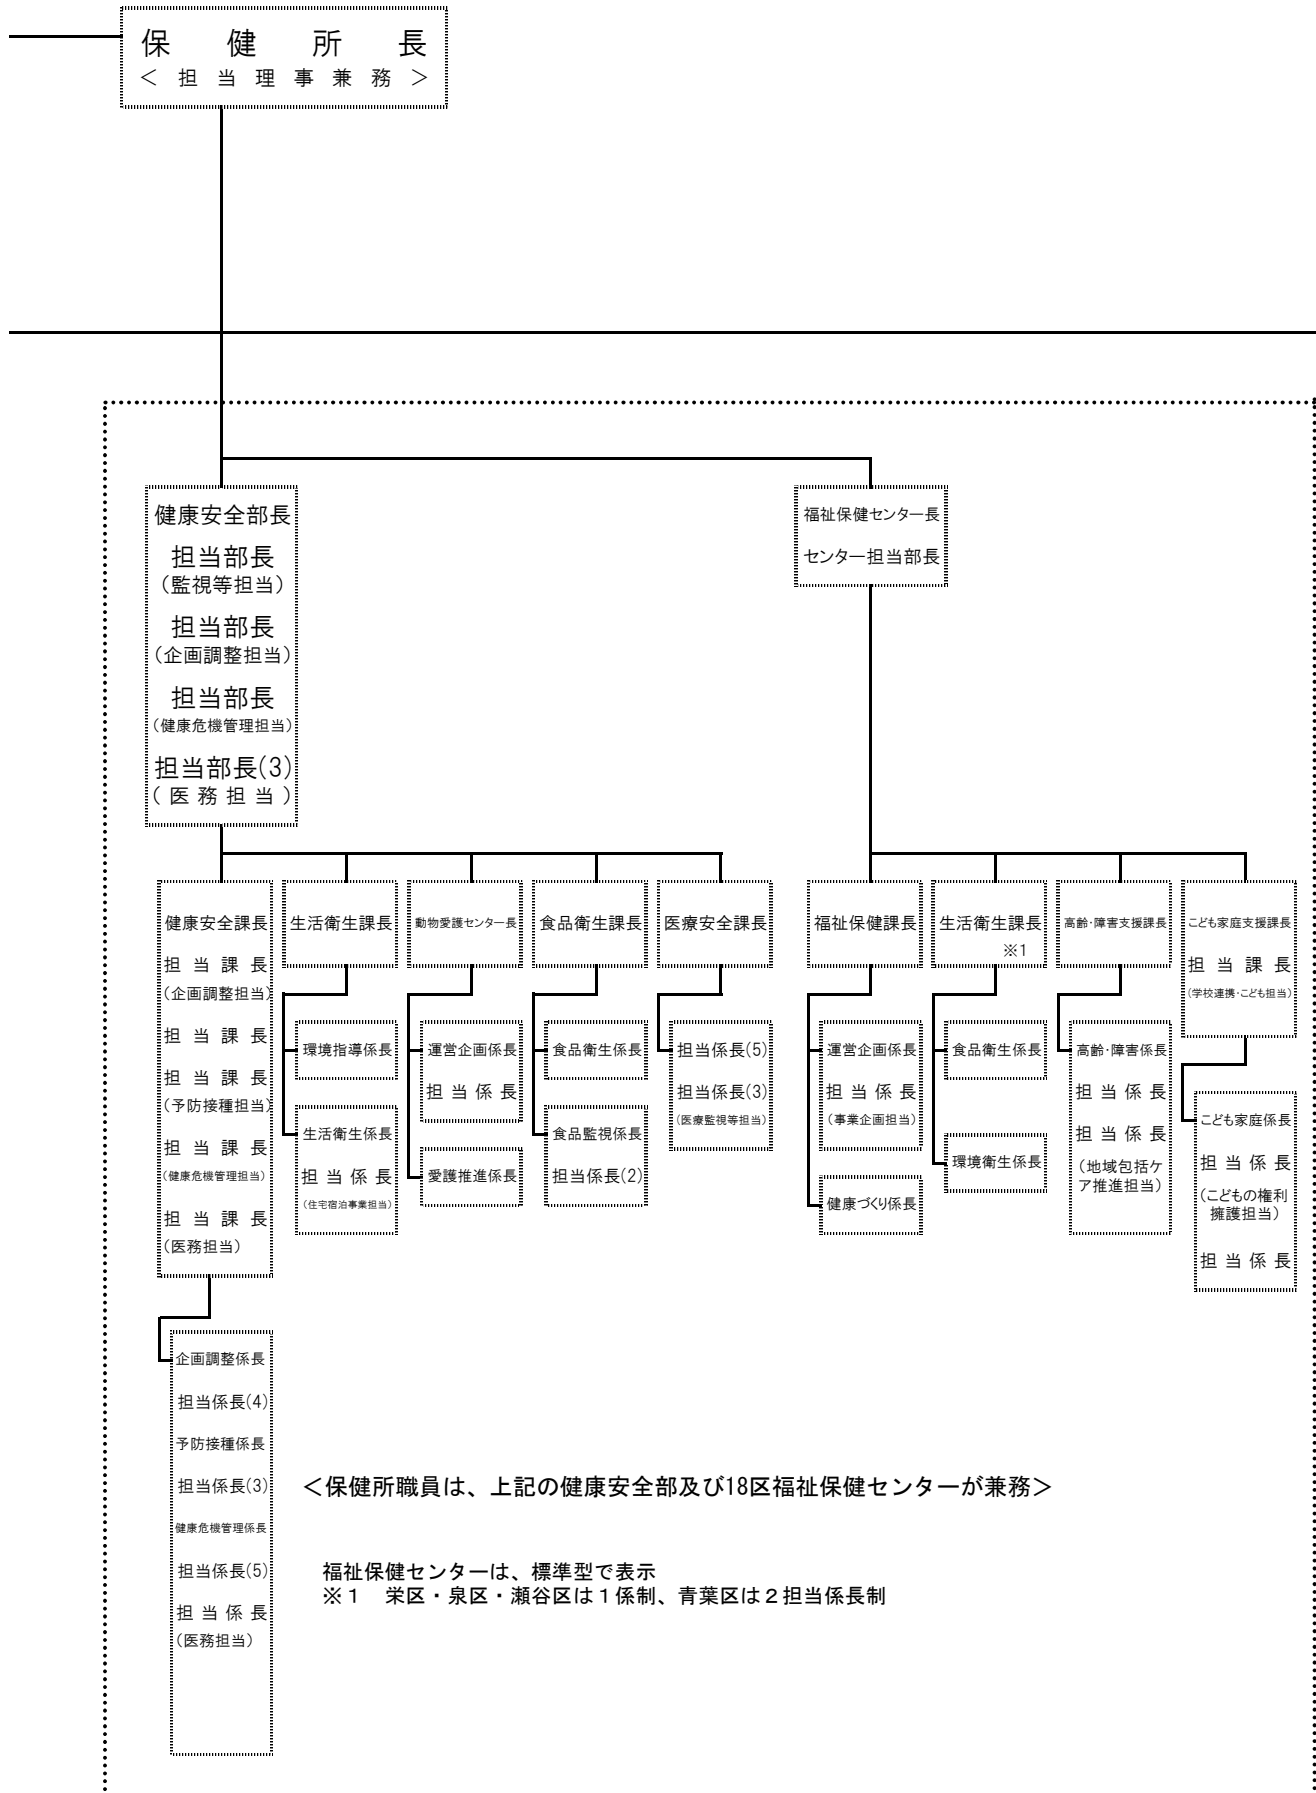 保健所長
＜担当理事兼務＞
健康安全部長
担当部長
（監視等担当）
担当部長
（企画調整担当）
担当部長
（健康危機管理担当）
担当部長(3)
（医務担当）
福祉保健センター長
センター担当部長
健康安全課長
担当課長
（企画調整担当）
担当課長
担当課長
（予防接種担当）
担当課長
（健康危機管理担当）
担当課長
（医務担当）
生活衛生課長
動物愛護センター長
食品衛生課長
医療安全課長
福祉保健課長
生活衛生課長
※1
高齢・障害支援課長
こども家庭支援課長
担当課長
（学校連携・こども担当）
環境指導係長
生活衛生係長
担当係長
（住宅宿泊事業担当）
運営企画係長
担当係長
愛護推進係長
食品衛生係長
食品監視係長
担当係長(2)
担当係長(5)
担当係長(3)
（医療監視等担当）
運営企画係長
担当係長
（事業企画担当）
健康づくり係長
食品衛生係長
環境衛生係長
高齢・障害係長
担当係長
担当係長
（地域包括ケ
ア推進担当）
こども家庭係長
担当係長
（こどもの権利
擁護担当）
担当係長
企画調整係長
担当係長(4)
予防接種係長
担当係長(3)
健康危機管理係長
担当係長(5)
担当係長
（医務担当）
＜保健所職員は、上記の健康安全部及び18区福祉保健センターが兼務＞
福祉保健センターは、標準型で表示
※１　栄区・泉区・瀬谷区は１係制、青葉区は２担当係長制